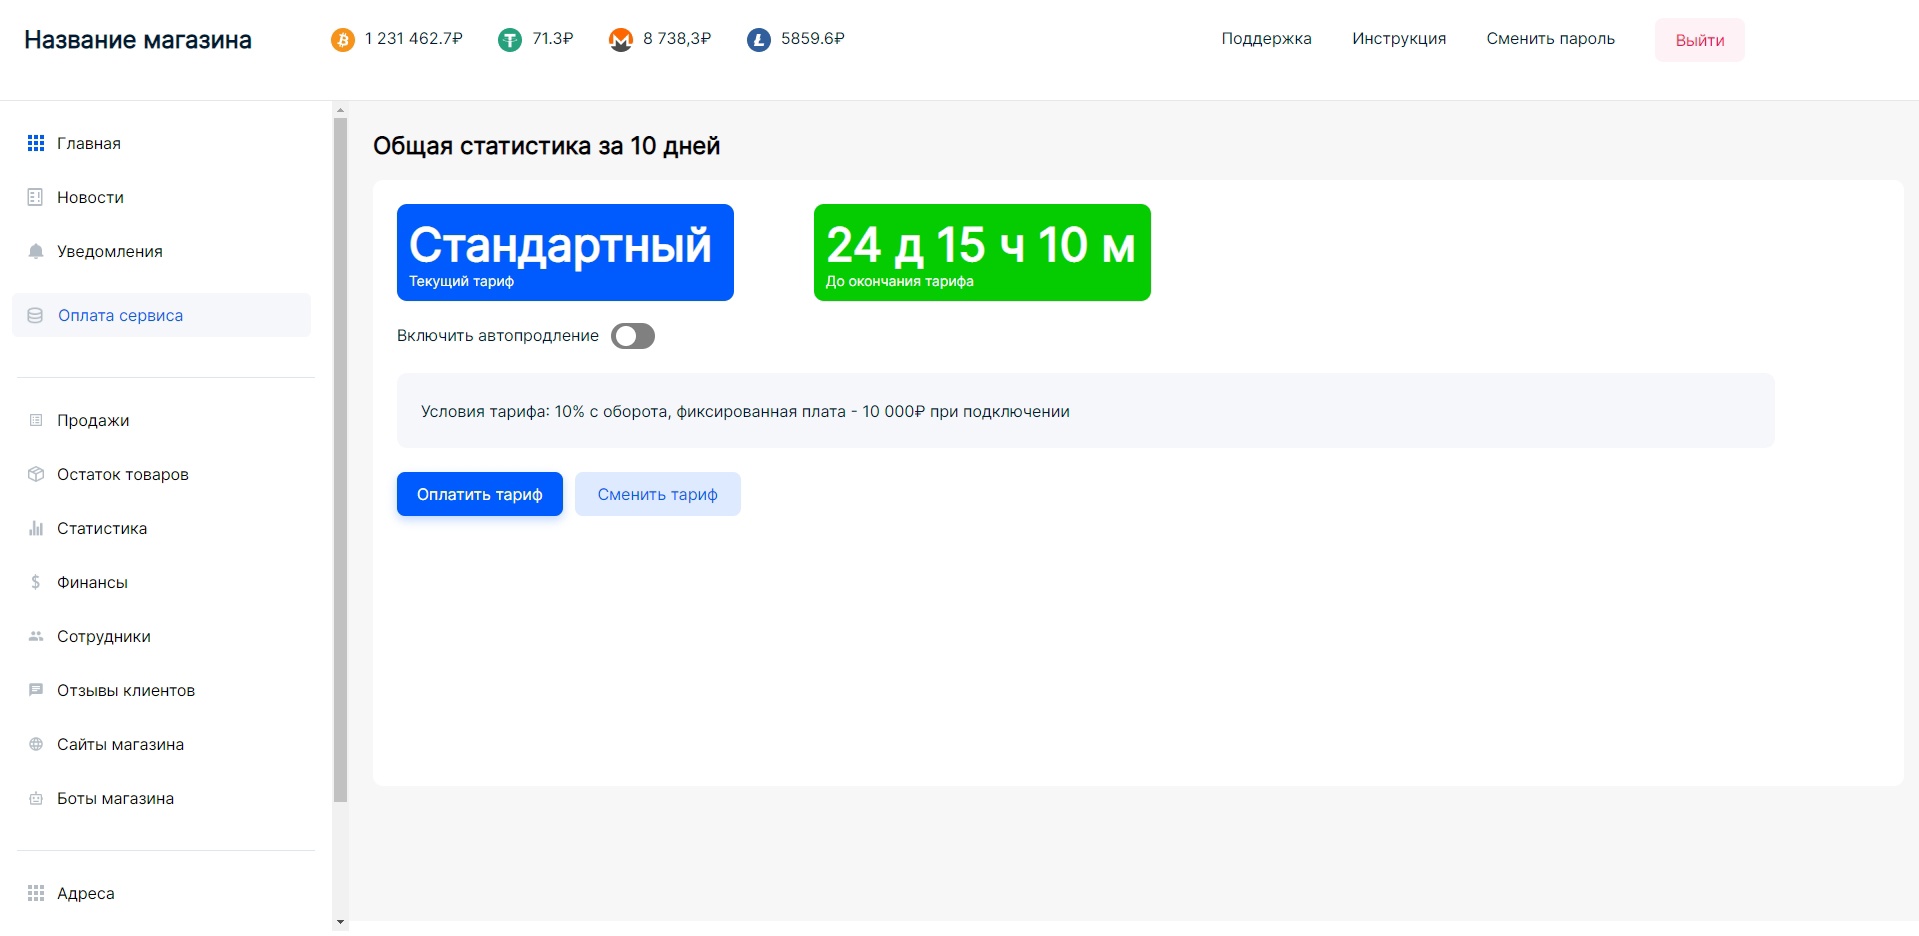 Название магазина
1 231 462.7₽
71.3₽
8 738,3₽
5859.6₽
Поддержка
Инструкция
Сменить пароль
Выйти
Главная
Новости
Уведомления
Оплата сервиса
Продажи
Остаток товаров
Статистика
Финансы
Сотрудники
Отзывы клиентов
Сайты магазина
Боты магазина
Адреса
Общая статистика за 10 дней
Стандартный
Текущий тариф
24 д 15 ч 10 м
До окончания тарифа
Включить автопродление
Условия тарифа: 10% с оборота, фиксированная плата - 10 000₽ при подключении
Оплатить тариф
Сменить тариф